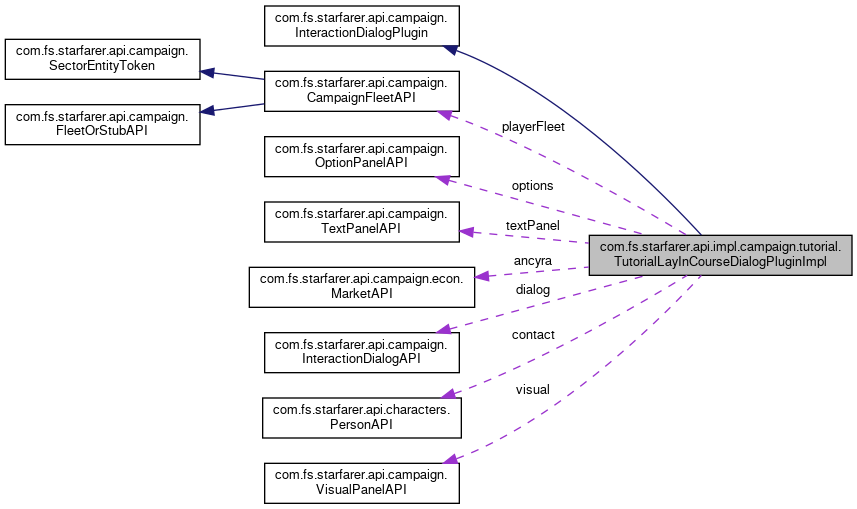 com.fs.starfarer.api.campaign.
InteractionDialogPlugin
com.fs.starfarer.api.campaign.
SectorEntityToken
com.fs.starfarer.api.campaign.
CampaignFleetAPI
com.fs.starfarer.api.campaign.
FleetOrStubAPI
playerFleet
com.fs.starfarer.api.campaign.
OptionPanelAPI
options
com.fs.starfarer.api.campaign.
TextPanelAPI
textPanel
com.fs.starfarer.api.impl.campaign.tutorial.
TutorialLayInCourseDialogPluginImpl
ancyra
com.fs.starfarer.api.campaign.econ.
MarketAPI
dialog
com.fs.starfarer.api.campaign.
InteractionDialogAPI
contact
com.fs.starfarer.api.characters.
PersonAPI
visual
com.fs.starfarer.api.campaign.
VisualPanelAPI